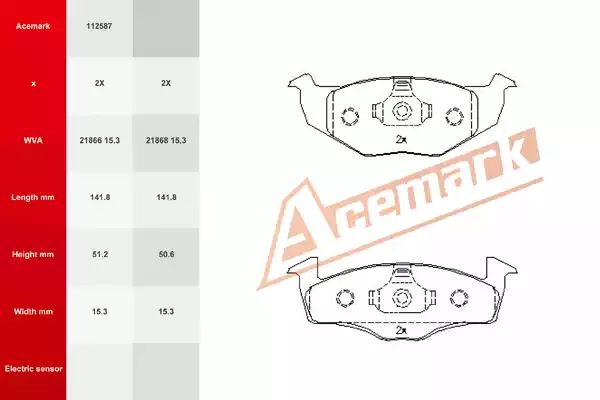 Acemark 112587
x 2X 2X
WVA 21866 15,3 21868 15,3
Length mm 141.8 141.8
Height mm 51.2 50.6
Width mm 15.3 15.3
Electric sensor
2x
Acemark
2x